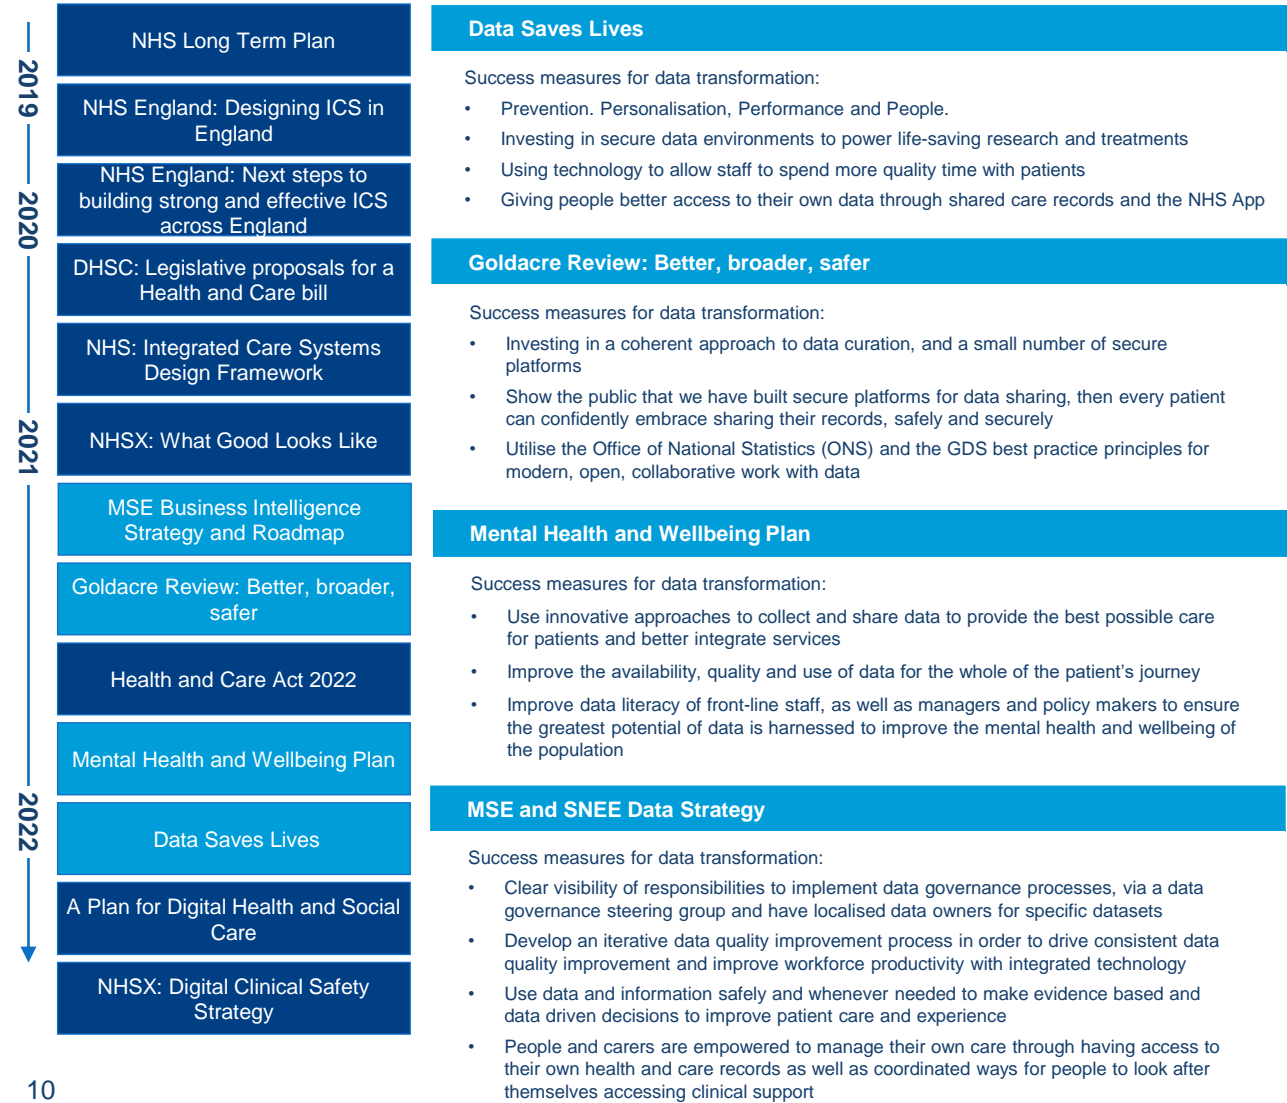 2019
2020
2021
2022
NHS Long Term Plan
NHS England: Designing ICS in
England
NHS England: Next steps to
building strong and effective ICS
across England
DHSC: Legislative proposals for a
Health and Care bill
NHS: Integrated Care Systems
Design Framework
NHSX: What Good Looks Like
MSE Business Intelligence
Strategy and Roadmap
Goldacre Review: Better, broader,
safer
Health and Care Act 2022
Mental Health and Wellbeing Plan
Data Saves Lives
A Plan for Digital Health and Social
Care
NHSX: Digital Clinical Safety
Strategy
Data Saves Lives
Success measures for data transformation:
• Prevention. Personalisation, Performance and People.
• Investing in secure data environments to power life-saving research and treatments
• Using technology to allow staff to spend more quality time with patients
• Giving people better access to their own data through shared care records and the NHS App
Goldacre Review: Better, broader, safer
Success measures for data transformation:
• Investing in a coherent approach to data curation, and a small number of secure
platforms
• Show the public that we have built secure platforms for data sharing, then every patient
can confidently embrace sharing their records, safely and securely
• Utilise the Office of National Statistics (ONS) and the GDS best practice principles for
modern, open, collaborative work with data
Mental Health and Wellbeing Plan
Success measures for data transformation:
• Use innovative approaches to collect and share data to provide the best possible care
for patients and better integrate services
• Improve the availability, quality and use of data for the whole of the patient's journey
• Improve data literacy of front-line staff, as well as managers and policy makers to ensure
the greatest potential of data is harnessed to improve the mental health and wellbeing of
the population
MSE and SNEE Data Strategy
Success measures for data transformation:
• Clear visibility of responsibilities to implement data governance processes, via a data
governance steering group and have localised data owners for specific datasets
• Develop an iterative data quality improvement process in order to drive consistent data
quality improvement and improve workforce productivity with integrated technology
• Use data and information safely and whenever needed to make evidence based and
data driven decisions to improve patient care and experience
• People and carers are empowered to manage their own care through having access to
their own health and care records as well as coordinated ways for people to look after
themselves accessing clinical support
10